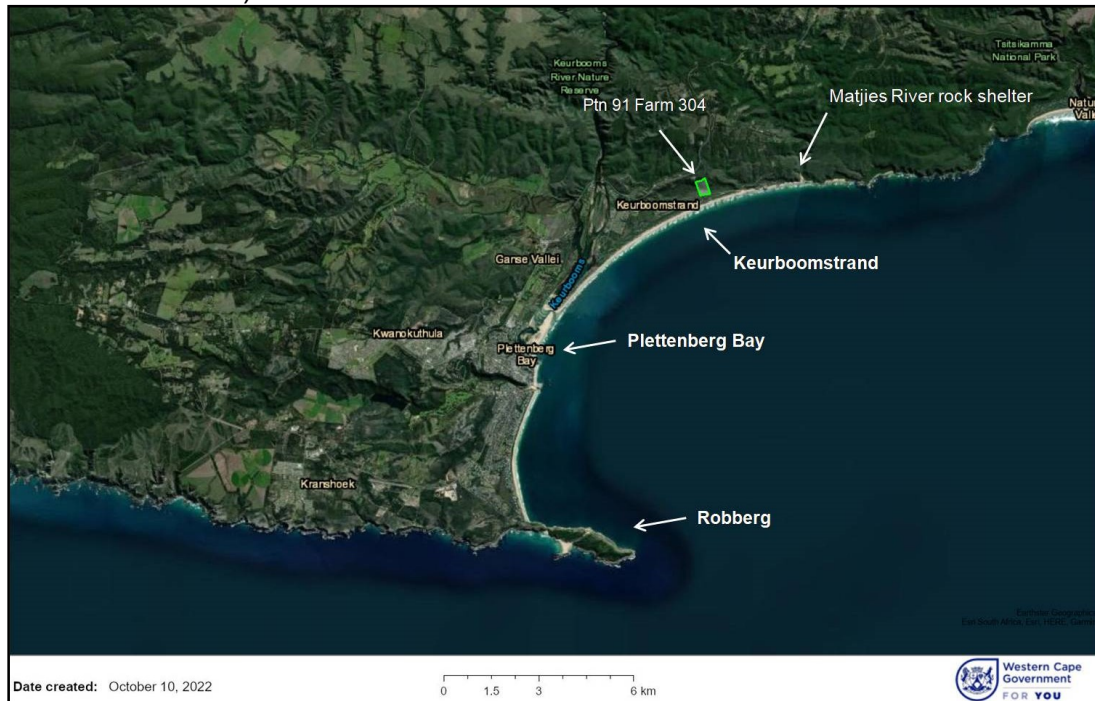 Tsitsikamma
National Park
Keurbooms
River Nature
Reserve
Ptn 91 Farm 304
Matjies River rock shelter
Keurboomstrand
Keurboomstrand
Ganse Vallei
Keurbooms
Kwanokuthula
Plettenberg
Bay
Plettenberg Bay
Kranshoek
Robberg
Date created: October 10, 2022
0 1.5 3 6 km
Western Cape
Government
FOR YOU